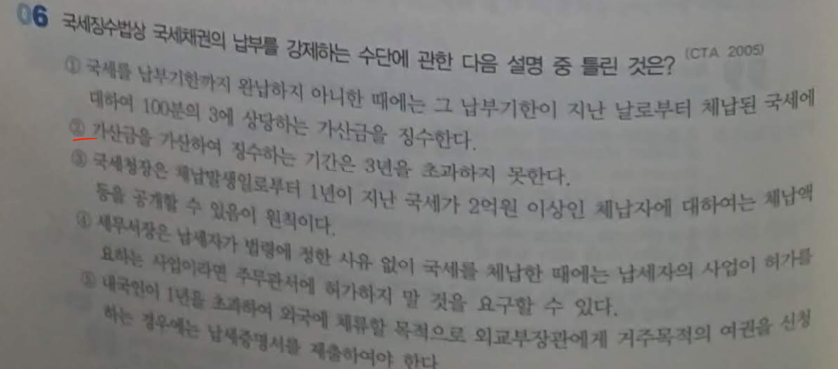 06 국세징수법상 국세채권의 납부를 강제하는 수단에 관한 다음 설명 중 틀린 것은? (CTA 2005)
① 국세를 납부기한까지 완납하지 아니한 때에는 그 납부기한이 지난 날로부터 체납된 국세에
대하여 100분의 3에 상당하는 가산금을 징수한다.
② 가산금을 가산하여 징수하는 기간은 3년을 초과하지 못한다.
③ 국세청장은 체납발생일로부터 1년이 지난 국세가 2억원 이상인 체납자에 대하여는 체납액
등을 공개할 수 있음이 원칙이다.
④ 세무서장은 납세자가 법령에 정한 사유 없이 국세를 체납한 때에는 납세자의 사업이 허가를
요하는 사업이라면 주무관서에 허가하지 말 것을 요구할 수 있다.
⑤ 내국인이 1년을 초과하여 외국에 체류할 목적으로 외교부장관에게 거주목적의 여권을 신청
하는 경우에는 납세증명서를 제출하여야 한다